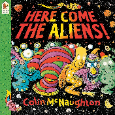 HERE COME
THE ALIENS!
Colin McNaughton